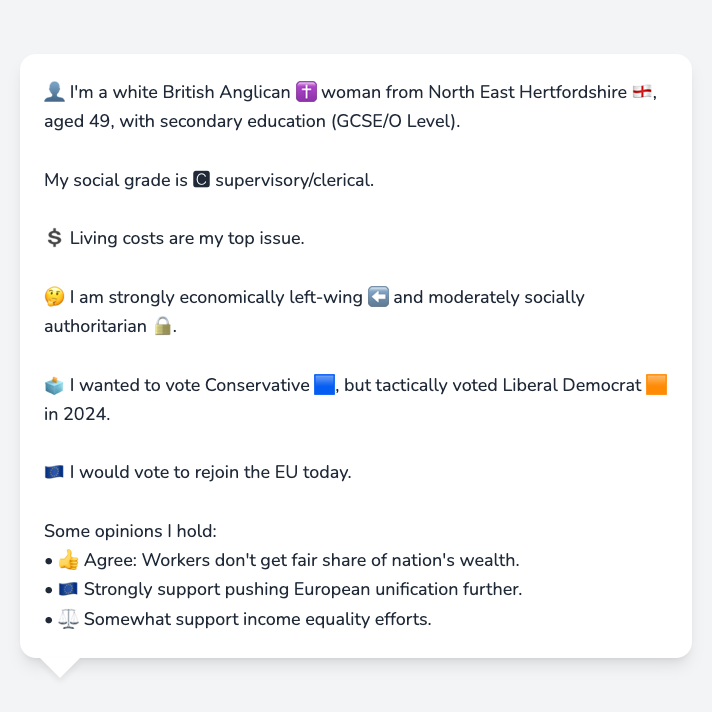 👤 I'm a white British Anglican ✝️ woman from North East Hertfordshire 🏴󠁧󠁢󠁥󠁮󠁧󠁿,
aged 49, with secondary education (GCSE/O Level).
My social grade is 🅲 supervisory/clerical.
💲 Living costs are my top issue.
🤔 I am strongly economically left-wing ⬅️ and moderately socially
authoritarian 🔒.
🗳️ I wanted to vote Conservative 🟦, but tactically voted Liberal Democrat 🟧
in 2024.
🇪🇺 I would vote to rejoin the EU today.
Some opinions I hold:
• 👍 Agree: Workers don't get fair share of nation's wealth.
• 🇪🇺 Strongly support pushing European unification further.
• ⚖️ Somewhat support income equality efforts.